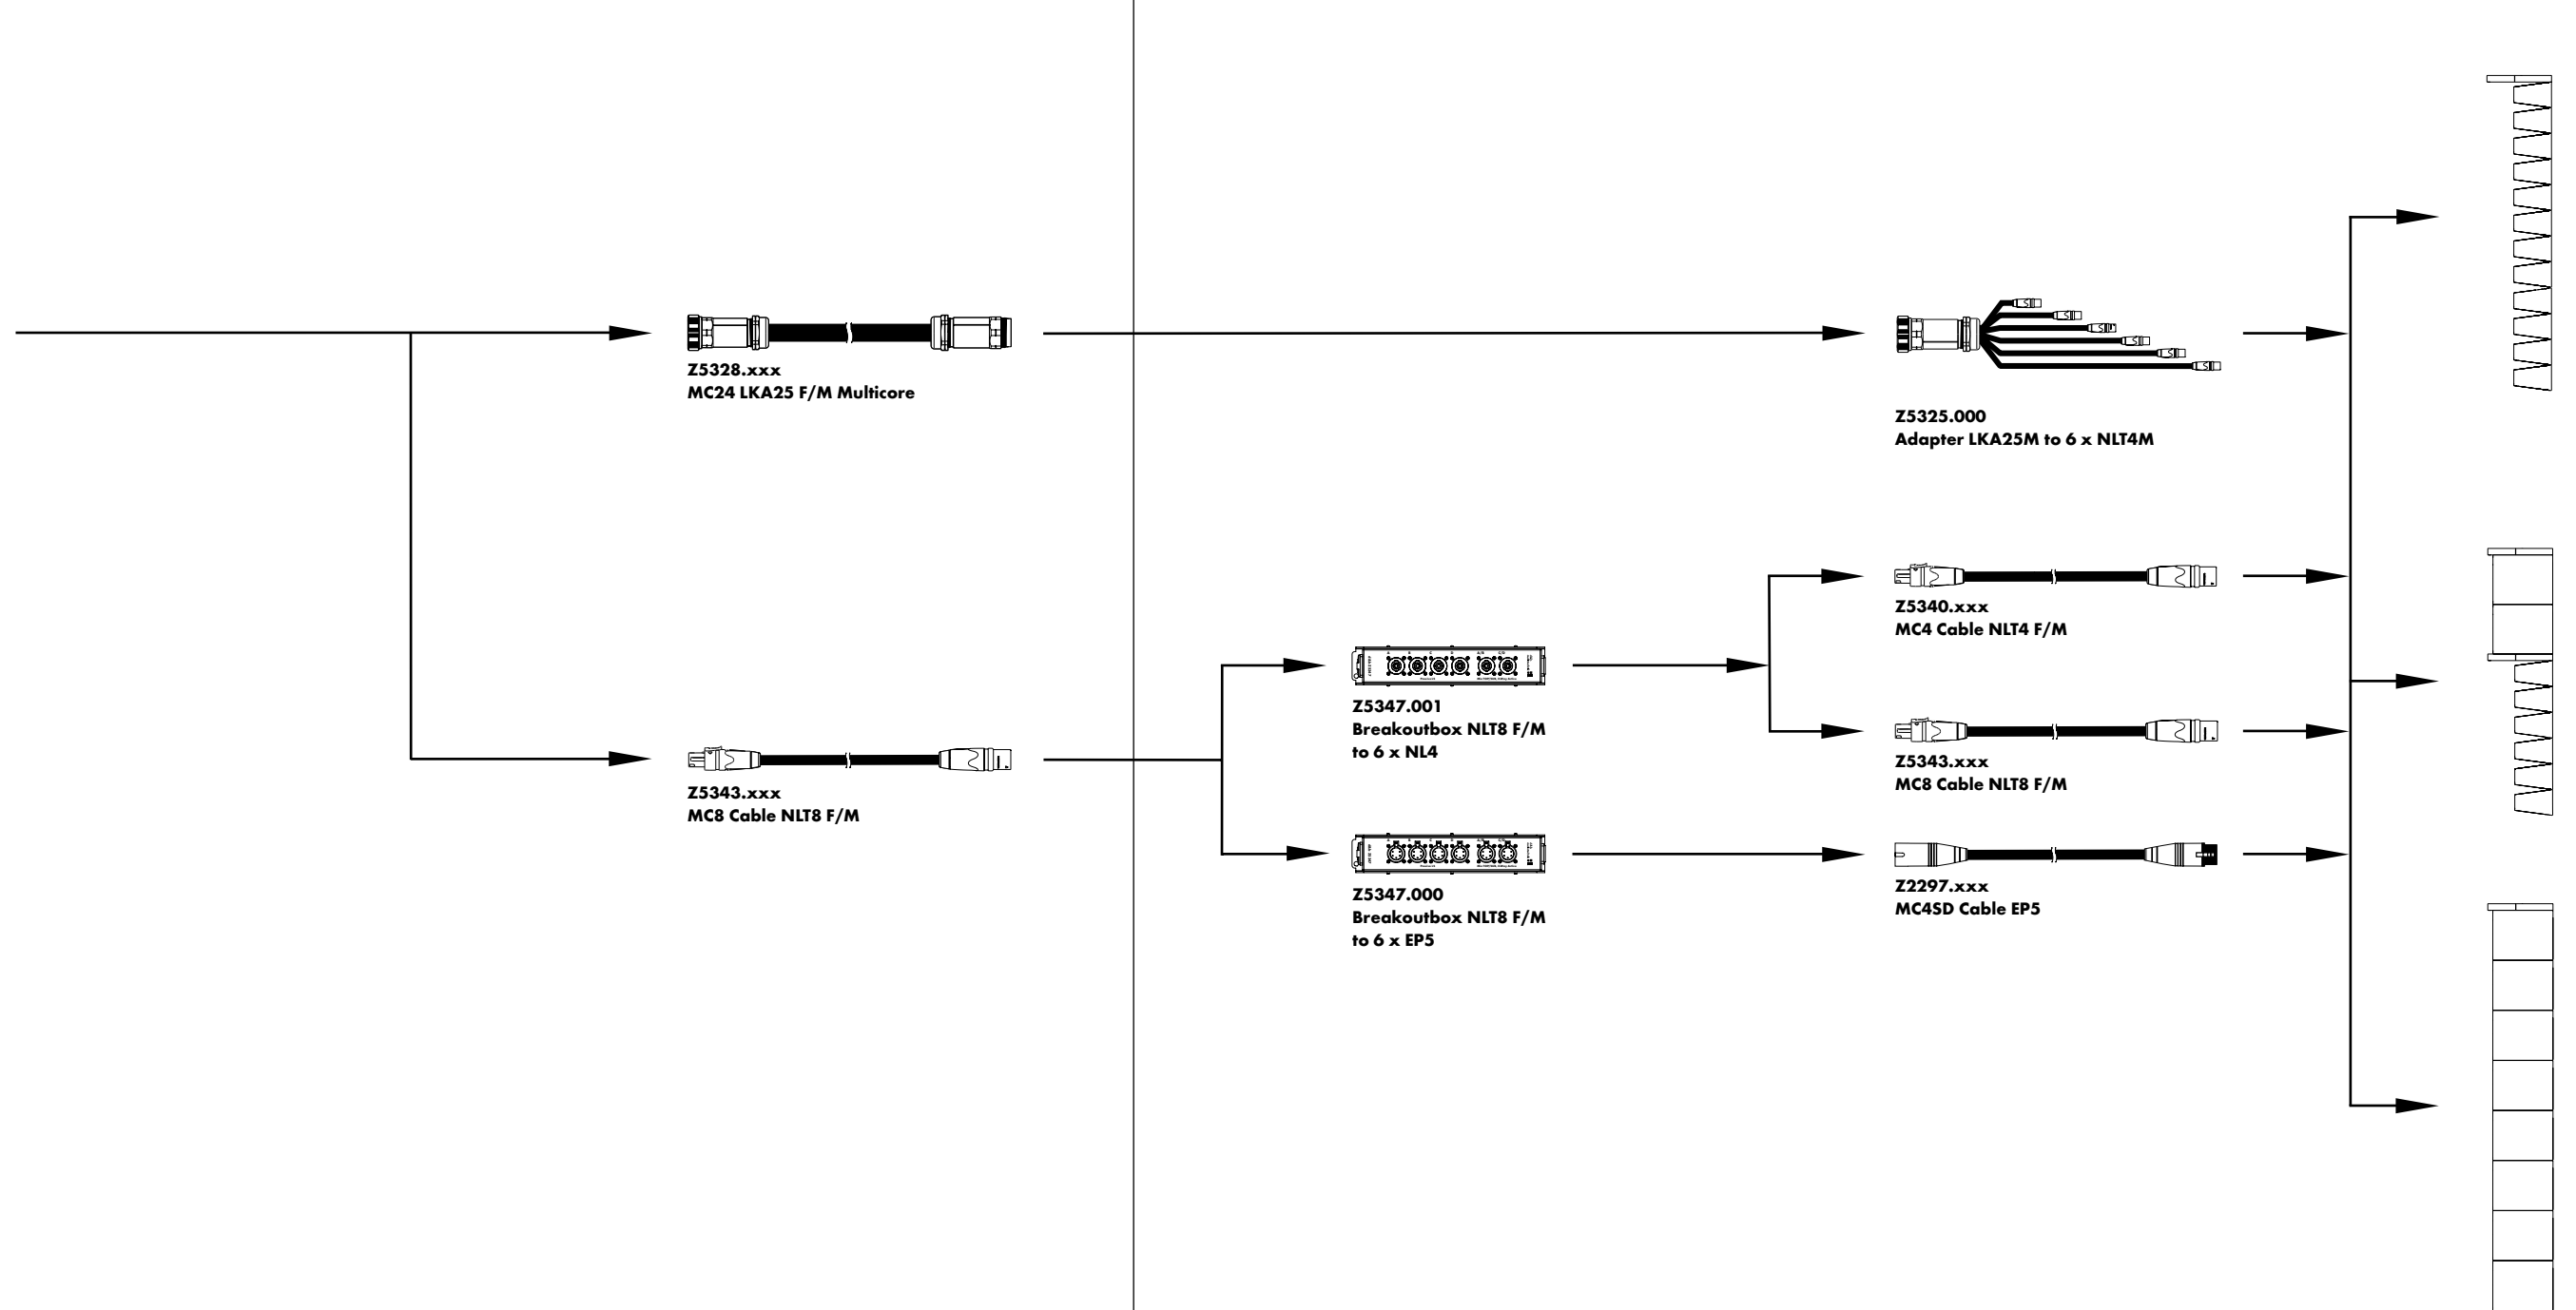 Z5328.xxx
MC24 LKA25 F/M Multicore
Z5325.000
Adapter LKA25M to 6 x NLT4M
Z5340.xxx
MC4 Cable NLT4 F/M
Z5347.001
Breakoutbox NLT8 F/M
to 6 x NL4
Z5343.xxx
MC8 Cable NLT8 F/M
Z5343.xxx
MC8 Cable NLT8 F/M
Z5347.000
Breakoutbox NLT8 F/M
to 6 x EP5
Z2297.xxx
MC4SD Cable EP5